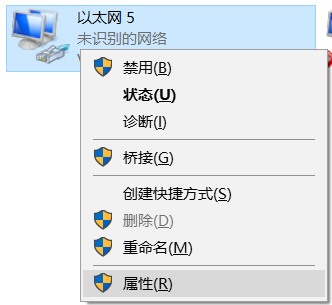 以太网 5
未识别的网络
禁用(B)
状态(U)
诊断(I)
桥接(G)
创建快捷方式(S)
删除(D)
重命名(M)
属性(R)